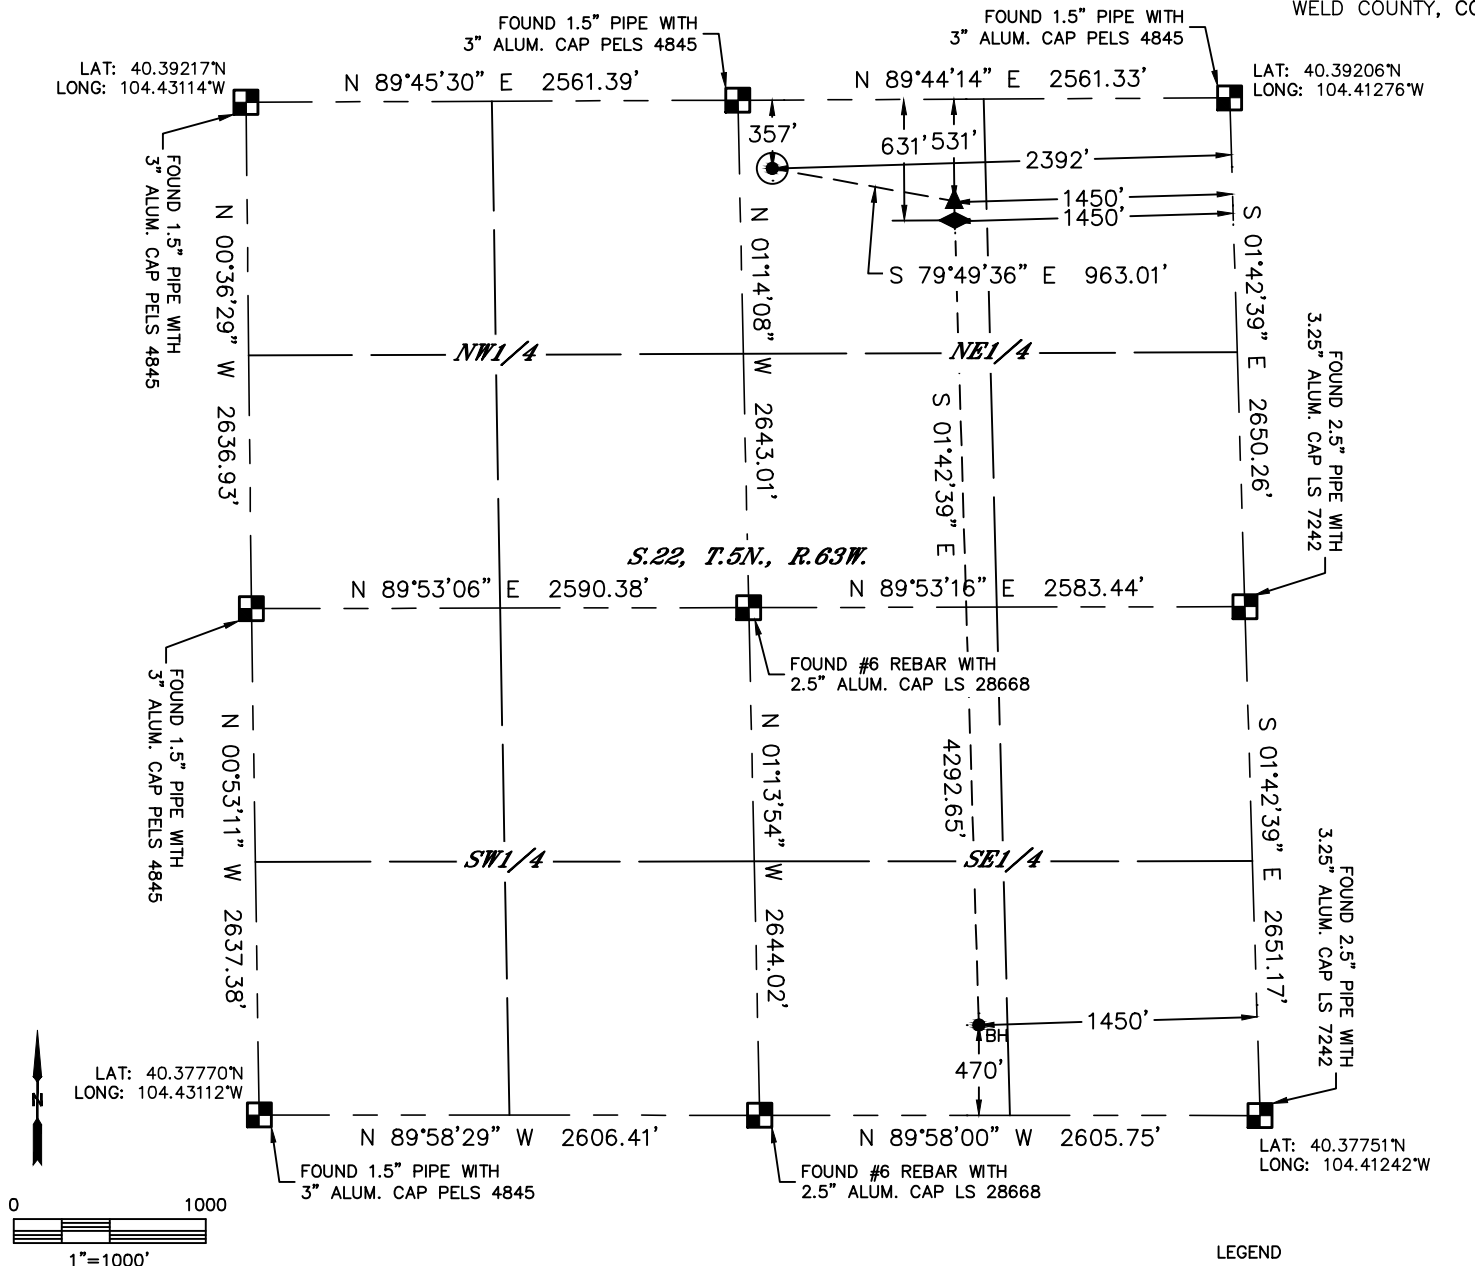 WELD COUNTY, CO
FOUND 1.5" PIPE WITH
3" ALUM. CAP PELS 4845
FOUND 1.5" PIPE WITH
3" ALUM. CAP PELS 4845
LAT: 40.39217°N
LONG: 104.43114°W
N 89°45'30" E 2561.39'
N 89°44'14" E 2561.33'
LAT: 40.39206°N
LONG: 104.41276°W
357'
631'
531'
2392'
1450'
1450'
S 79°49'36" E 963.01'
FOUND 1.5" PIPE WITH
3" ALUM. CAP PELS 4845
N 00°36'29" W 2636.93'
N 01°14'08" W 2643.01'
S 01°42'39" E 2650.26'
NW1/4
NE1/4
S 01°42'39" E 4292.65'
FOUND 2.5" PIPE WITH
3.25" ALUM. CAP LS 7242
S.22, T.5N., R.63W.
N 89°53'06" E 2590.38'
N 89°53'16" E 2583.44'
FOUND #6 REBAR WITH
2.5" ALUM. CAP LS 28668
FOUND 1.5" PIPE WITH
3" ALUM. CAP PELS 4845
N 00°53'11" W 2637.38'
N 01°13'54" W 2644.02'
S 01°42'39" E 2651.17'
SW1/4
SE1/4
FOUND 2.5" PIPE WITH
3.25" ALUM. CAP LS 7242
1450'
BH
470'
LAT: 40.37770°N
LONG: 104.43112°W
N
N 89°58'29" W 2606.41'
N 89°58'00" W 2605.75'
LAT: 40.37751°N
LONG: 104.41242°W
FOUND 1.5" PIPE WITH
3" ALUM. CAP PELS 4845
FOUND #6 REBAR WITH
2.5" ALUM. CAP LS 28668
0 1000
1"=1000'
LEGEND